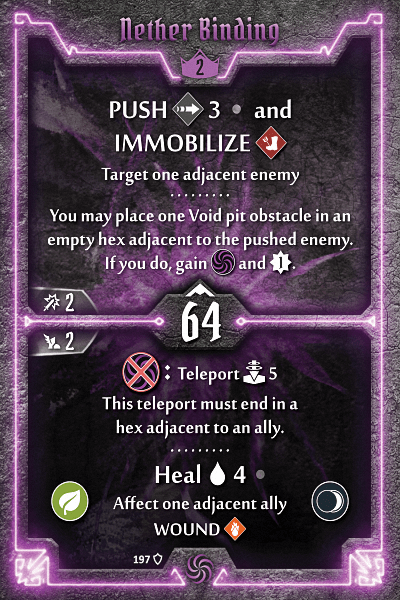 Nether Binding
2
PUSH 3 • and
IMMOBILIZE
Target one adjacent enemy
You may place one Void pit obstacle in an
empty hex adjacent to the pushed enemy.
If you do, gain and 1.
2
64
2
: Teleport 5
This teleport must end in a
hex adjacent to an ally.
Heal 4 •
Affect one adjacent ally
WOUND
197